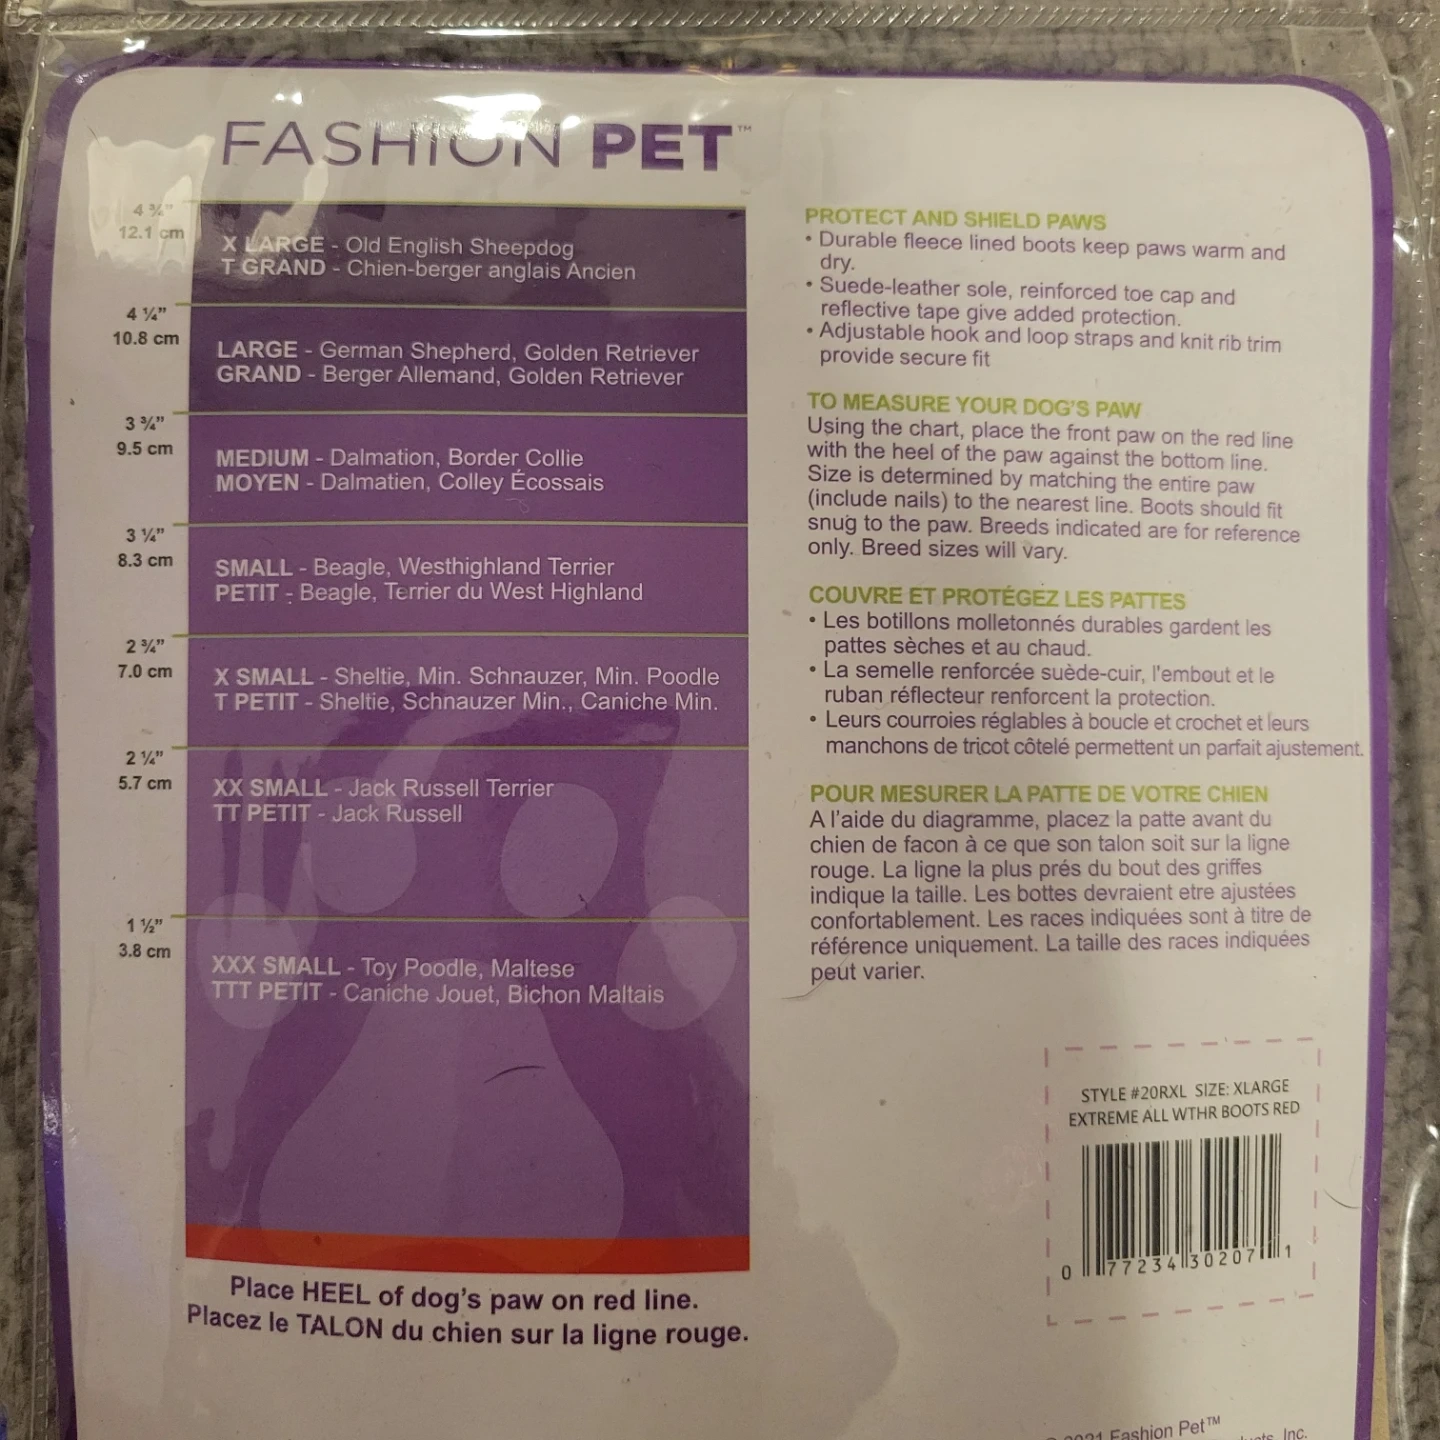 FASHION PET™
4 ¾”
12.1 cm
X LARGE - Old English Sheepdog
T GRAND - Chien-berger anglais Ancien
4 ¼”
10.8 cm
LARGE - German Shepherd, Golden Retriever
GRAND - Berger Allemand, Golden Retriever
3 ¾”
9.5 cm
MEDIUM - Dalmation, Border Collie
MOYEN - Dalmatien, Colley Écossais
3 ¼”
8.3 cm
SMALL - Beagle, Westhighland Terrier
PETIT - Beagle, Terrier du West Highland
2 ¾”
7.0 cm
X SMALL - Sheltie, Min. Schnauzer, Min. Poodle
T PETIT - Sheltie, Schnauzer Min., Caniche Min.
2 ¼”
5.7 cm
XX SMALL - Jack Russell Terrier
TT PETIT - Jack Russell
1 ½”
3.8 cm
XXX SMALL - Toy Poodle, Maltese
TTT PETIT - Caniche Jouet, Bichon Maltais
Place HEEL of dog's paw on red line.
Placez le TALON du chien sur la ligne rouge.
PROTECT AND SHIELD PAWS
• Durable fleece lined boots keep paws warm and
dry.
• Suede-leather sole, reinforced toe cap and
reflective tape give added protection.
• Adjustable hook and loop straps and knit rib trim
provide secure fit
TO MEASURE YOUR DOG'S PAW
Using the chart, place the front paw on the red line
with the heel of the paw against the bottom line.
Size is determined by matching the entire paw
(include nails) to the nearest line. Boots should fit
snug to the paw. Breeds indicated are for reference
only. Breed sizes will vary.
COUVRE ET PROTÉGEZ LES PATTES
• Les botillons molletonnés durables gardent les
pattes sèches et au chaud.
• La semelle renforcée suède-cuir, l'embout et le
ruban réflecteur renforcent la protection.
• Leurs courroies réglables à boucle et crochet et leurs
manchons de tricot côtelé permettent un parfait ajustement.
POUR MESURER LA PATTE DE VOTRE CHIEN
A l'aide du diagramme, placez la patte avant du
chien de facon à ce que son talon soit sur la ligne
rouge. La ligne la plus prés du bout des griffes
indique la taille. Les bottes devraient etre ajustées
confortablement. Les races indiquées sont à titre de
référence uniquement. La taille des races indiquées
peut varier.
STYLE #20RXL SIZE: XLARGE
EXTREME ALL WTHR BOOTS RED
0 77234 30207 1
2021 Fashion Pet™
Inc.